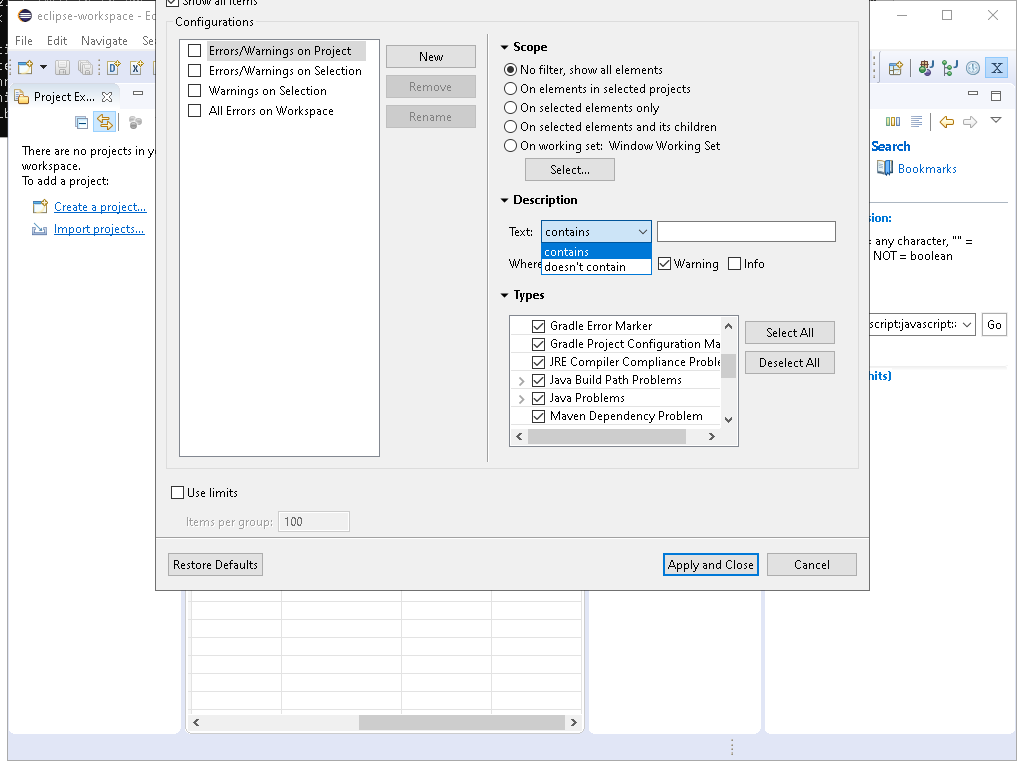 eclipse-workspace - Ec
Show all items
File Edit Navigate Se
Configurations
Errors/Warnings on Project
Errors/Warnings on Selection
Warnings on Selection
All Errors on Workspace
New
Remove
Rename
Scope
No filter, show all elements
On elements in selected projects
On selected elements only
On selected elements and its children
On working set: Window Working Set
Select...
Description
Text: contains
contains
doesn't contain
Where
Warning
Info
Types
Gradle Error Marker
Gradle Project Configuration Ma
JRE Compiler Compliance Proble
Java Build Path Problems
Java Problems
Maven Dependency Problem
Select All
Deselect All
Use limits
Items per group: 100
Restore Defaults
Apply and Close
Cancel
Project Ex...
There are no projects in y
workspace.
To add a project:
Create a project...
Import projects...
Search
Bookmarks
sion:
= any character, "" =
NOT = boolean
script:javascript:
Go
hits)